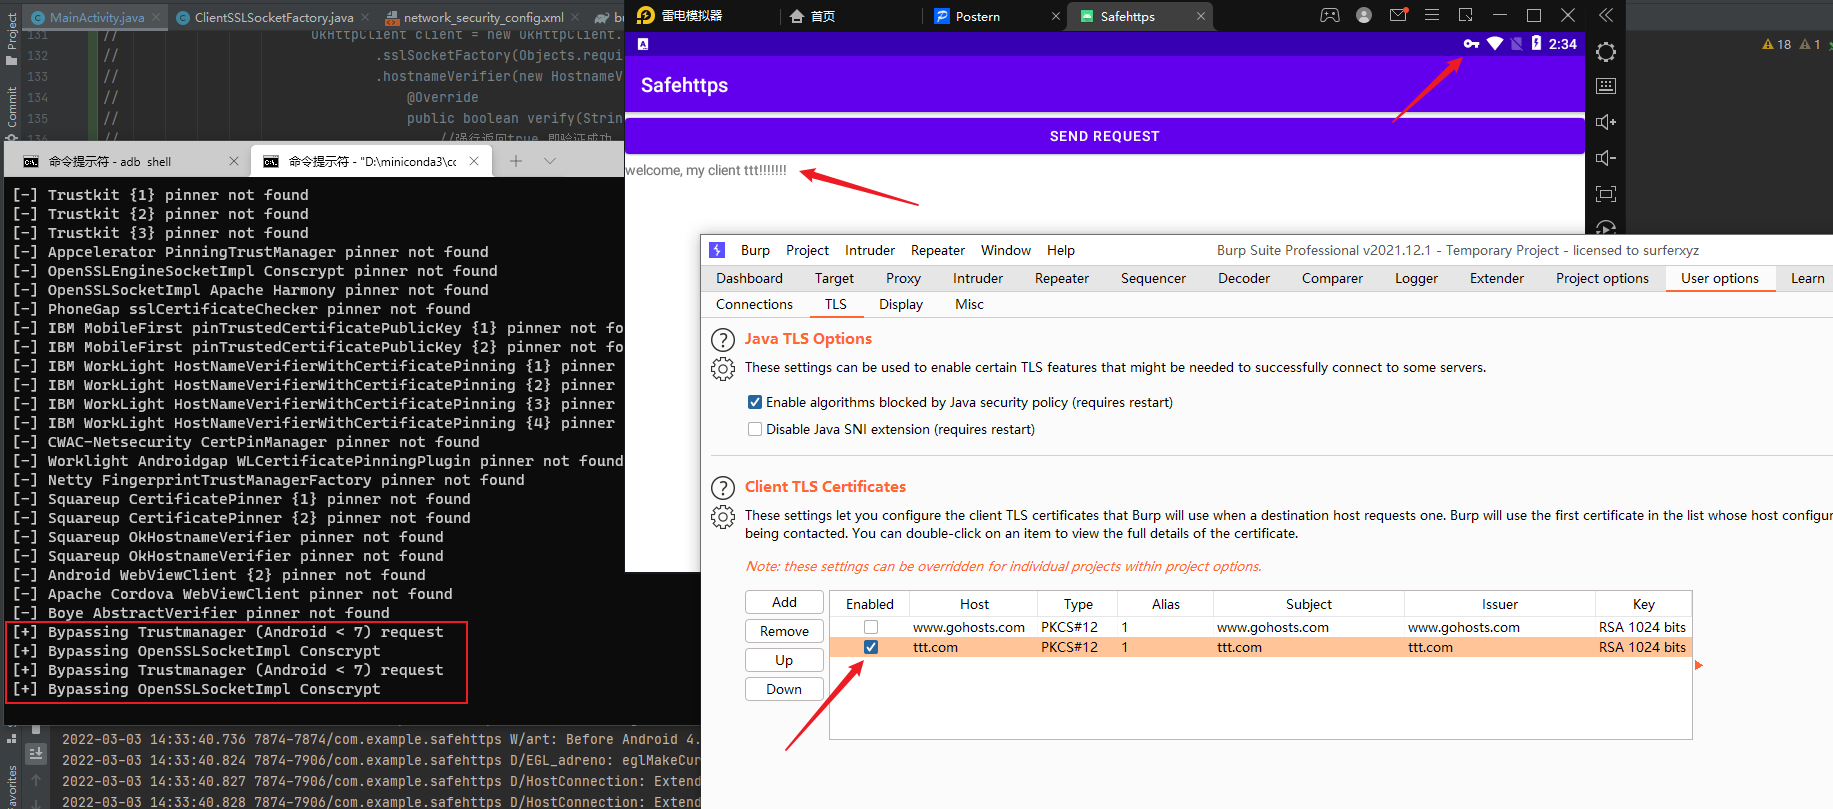 MainActivity.java
ClientSSLSocketFactory.java
network_security_config.xml
bu
Project
Commit
Favorites
131 // OkHttpClient client = new OkHttpClient.
132 // .sslSocketFactory(Objects.requi
133 // .hostnameVerifier(new HostnameV
134 // @Override
135 // public boolean verify(Strin
136 // //强行返回true 即验证成功
18
1
命令提示符 - adb shell
命令提示符 - "D:\miniconda3\cc
[-] Trustkit {1} pinner not found
[-] Trustkit {2} pinner not found
[-] Trustkit {3} pinner not found
[-] Appcelerator PinningTrustManager pinner not found
[-] OpenSSLEngineSocketImpl Conscrypt pinner not found
[-] OpenSSLSocketImpl Apache Harmony pinner not found
[-] PhoneGap sslCertificateChecker pinner not found
[-] IBM MobileFirst pinTrustedCertificatePublicKey {1} pinner not fo
[-] IBM MobileFirst pinTrustedCertificatePublicKey {2} pinner not fo
[-] IBM WorkLight HostNameVerifierWithCertificatePinning {1} pinner
[-] IBM WorkLight HostNameVerifierWithCertificatePinning {2} pinner
[-] IBM WorkLight HostNameVerifierWithCertificatePinning {3} pinner
[-] IBM WorkLight HostNameVerifierWithCertificatePinning {4} pinner
[-] CWAC-Netsecurity CertPinManager pinner not found
[-] Worklight Androidgap WLCertificatePinningPlugin pinner not found
[-] Netty FingerprintTrustManagerFactory pinner not found
[-] Squareup CertificatePinner {1} pinner not found
[-] Squareup CertificatePinner {2} pinner not found
[-] Squareup OkHostnameVerifier pinner not found
[-] Squareup OkHostnameVerifier pinner not found
[-] Android WebViewClient {2} pinner not found
[-] Apache Cordova WebViewClient pinner not found
[-] Boye AbstractVerifier pinner not found
[+] Bypassing Trustmanager (Android < 7) request
[+] Bypassing OpenSSLSocketImpl Conscrypt
[+] Bypassing Trustmanager (Android < 7) request
[+] Bypassing OpenSSLSocketImpl Conscrypt
2022-03-03 14:33:40.736 7874-7874/com.example.safehttps W/art: Before Android 4.
2022-03-03 14:33:40.824 7874-7906/com.example.safehttps D/EGL_adreno: eglMakeCur
2022-03-03 14:33:40.827 7874-7906/com.example.safehttps D/HostConnection: Extend
2022-03-03 14:33:40.828 7874-7906/com.example.safehttps D/HostConnection: Extend
雷电模拟器
首页
Postern
Safehttps
A
2:34
Safehttps
SEND REQUEST
welcome, my client ttt!!!!!!!
Burp Project Intruder Repeater Window Help
Burp Suite Professional v2021.12.1 - Temporary Project - licensed to surferxyz
Dashboard Target Proxy Intruder Repeater Sequencer Decoder Comparer Logger Extender Project options User options Learn
Connections TLS Display Misc
Java TLS Options
These settings can be used to enable certain TLS features that might be needed to successfully connect to some servers.
Enable algorithms blocked by Java security policy (requires restart)
Disable Java SNI extension (requires restart)
Client TLS Certificates
These settings let you configure the client TLS certificates that Burp will use when a destination host requests one. Burp will use the first certificate in the list whose host configur
being contacted. You can double-click on an item to view the full details of the certificate.
Note: these settings can be overridden for individual projects within project options.
Add
Remove
Up
Down
Enabled Host Type Alias Subject Issuer Key
www.gohosts.com PKCS#12 1 www.gohosts.com www.gohosts.com RSA 1024 bits
ttt.com PKCS#12 1 ttt.com ttt.com RSA 1024 bits